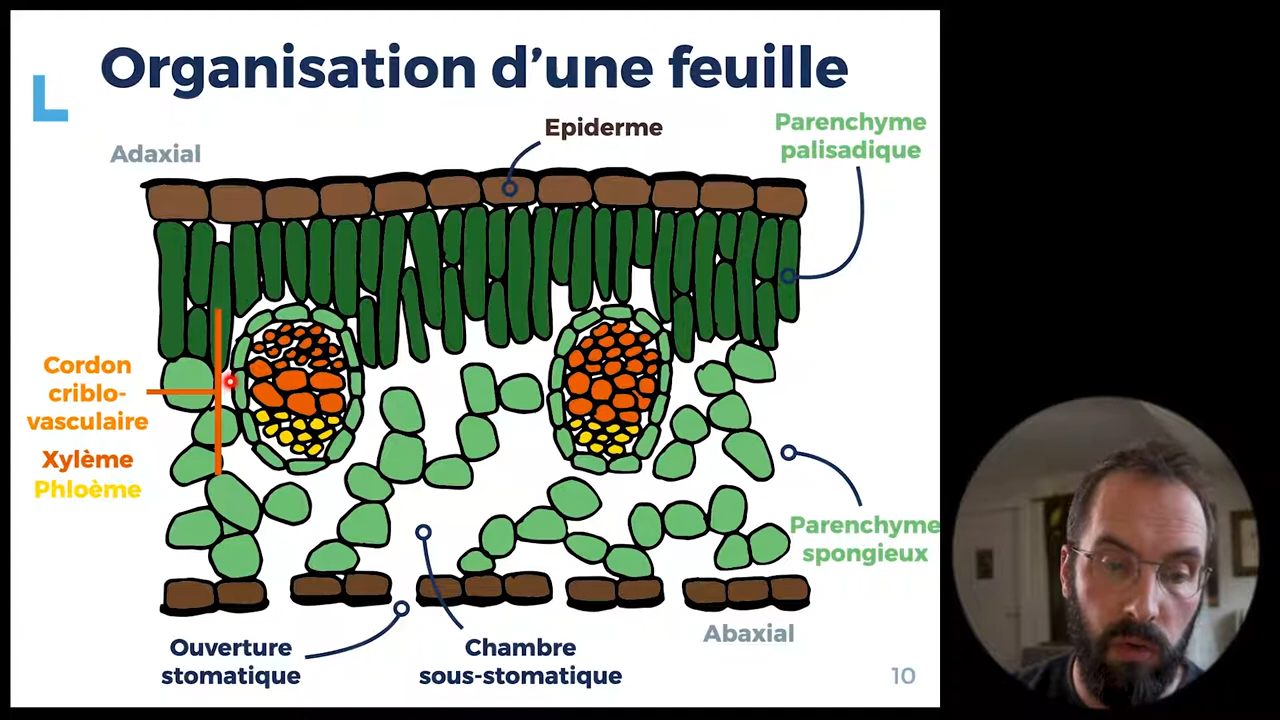 Organisation d’une feuille
Epiderme
Parenchyme
palisadique
Adaxial
Cordon
criblo-
vasculaire
Xylème
Phloème
Parenchyme
spongieux
Abaxial
Ouverture
stomatique
Chambre
sous-stomatique
10